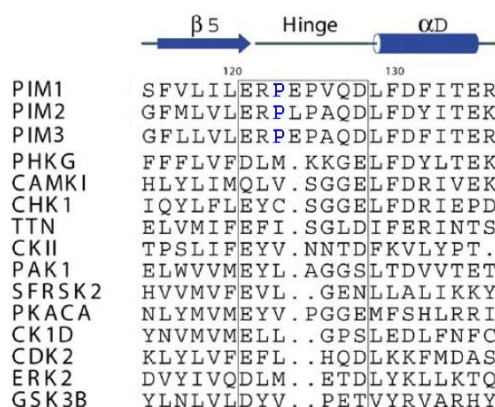 β 5 Hinge αD
120 130
PIM1 SFVLILERPEPVQDLFDFITER
PIM2 GFMLVLERPLPAQDLFDYITEK
PIM3 GFLLVLERPEPAQDLFDFITER
PHKG FFFLVFDLM.KKGELFDYLTEK
CAMKI HLYLIMQLV.SGGELFDRIVEK
CHK1 IQYLFLEYC.SGGELFDRIEPD
TTN ELVMIFEFI.SGLDIFERINTS
CKII TPSLIFEYV.NNTDFKVLYPT.
PAK1 ELWVVMEYL.AGGSLTDVVTET
SFRSK2 HVVMVFEVL..GENLLALIKKY
PKACA NLYMVMEYV.PGGEMFSHLRRI
CK1D YNVMVMELL..GPSLEDLFNFC
CDK2 KLYLVFEFL..HQDLKKFMDAS
ERK2 DVYIVQDLM..ETDLYKLLKTQ
GSK3B YLNLVLDYV..PETVYRVARHY